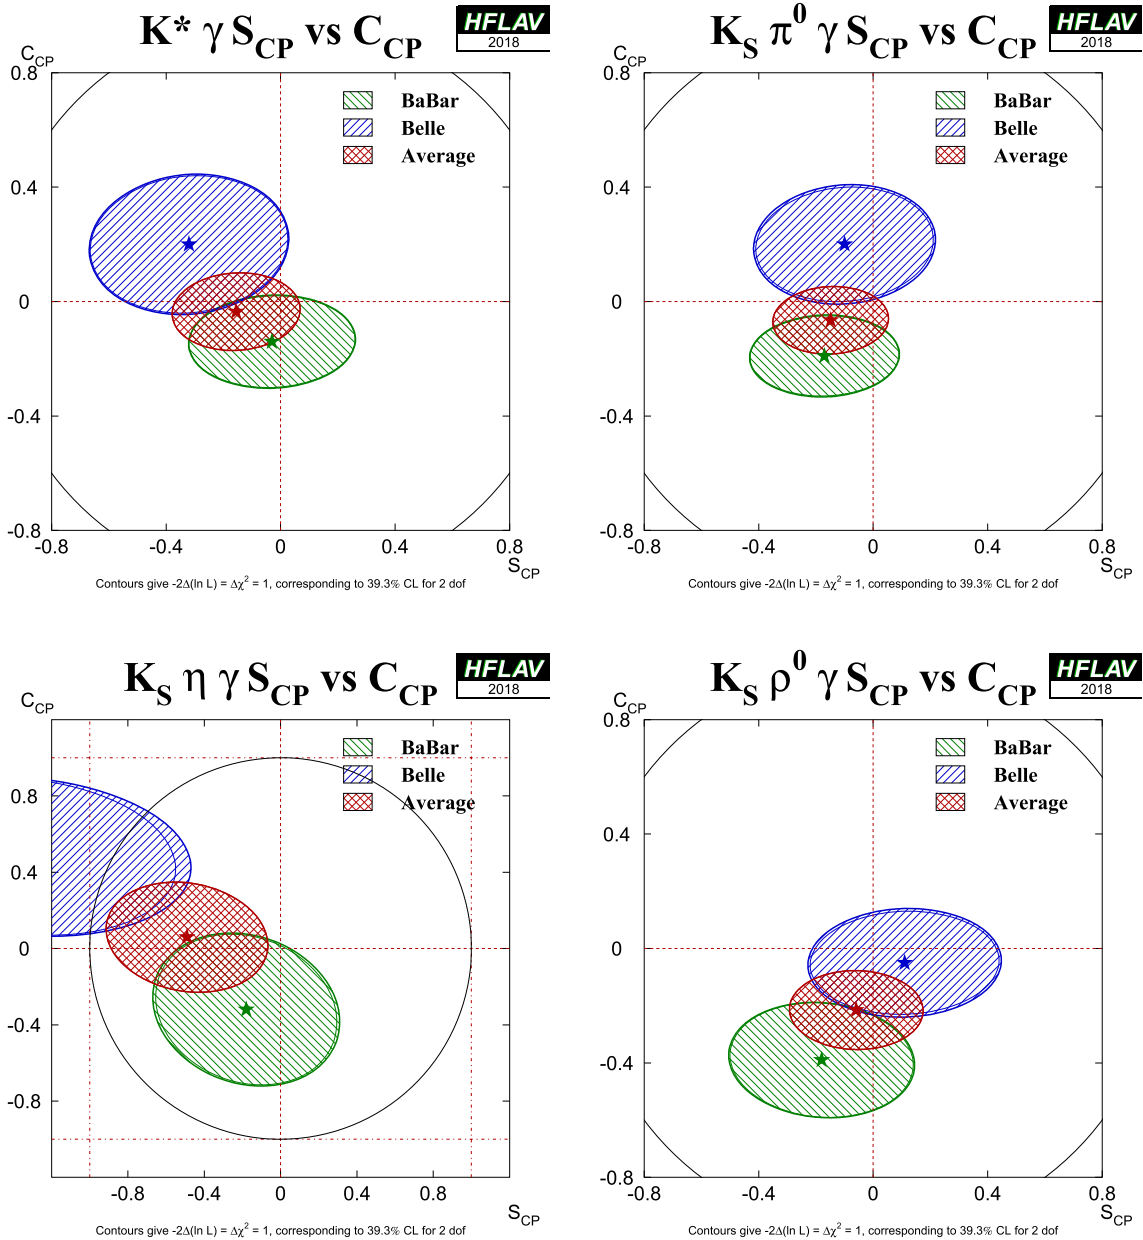 K* γ S_CP vs C_CP
HFLAV
2018
C_CP
0.8
0.4
0
-0.4
-0.8
-0.8 -0.4 0 0.4 0.8
S_CP
BaBar
Belle
Average
Contours give -2Δ(ln L) = Δχ² = 1, corresponding to 39.3% CL for 2 dof
K_S π⁰ γ S_CP vs C_CP
HFLAV
2018
C_CP
0.8
0.4
0
-0.4
-0.8
-0.8 -0.4 0 0.4 0.8
S_CP
BaBar
Belle
Average
Contours give -2Δ(ln L) = Δχ² = 1, corresponding to 39.3% CL for 2 dof
K_S η γ S_CP vs C_CP
HFLAV
2018
C_CP
0.8
0.4
0
-0.4
-0.8
-0.8 -0.4 0 0.4 0.8
S_CP
BaBar
Belle
Average
Contours give -2Δ(ln L) = Δχ² = 1, corresponding to 39.3% CL for 2 dof
K_S ρ⁰ γ S_CP vs C_CP
HFLAV
2018
C_CP
0.8
0.4
0
-0.4
-0.8
-0.8 -0.4 0 0.4 0.8
S_CP
BaBar
Belle
Average
Contours give -2Δ(ln L) = Δχ² = 1, corresponding to 39.3% CL for 2 dof